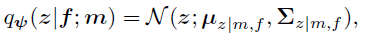 q_ψ(z|f; m) = 𝒩(z; μ_{z|m,f}, Σ_{z|m,f}),